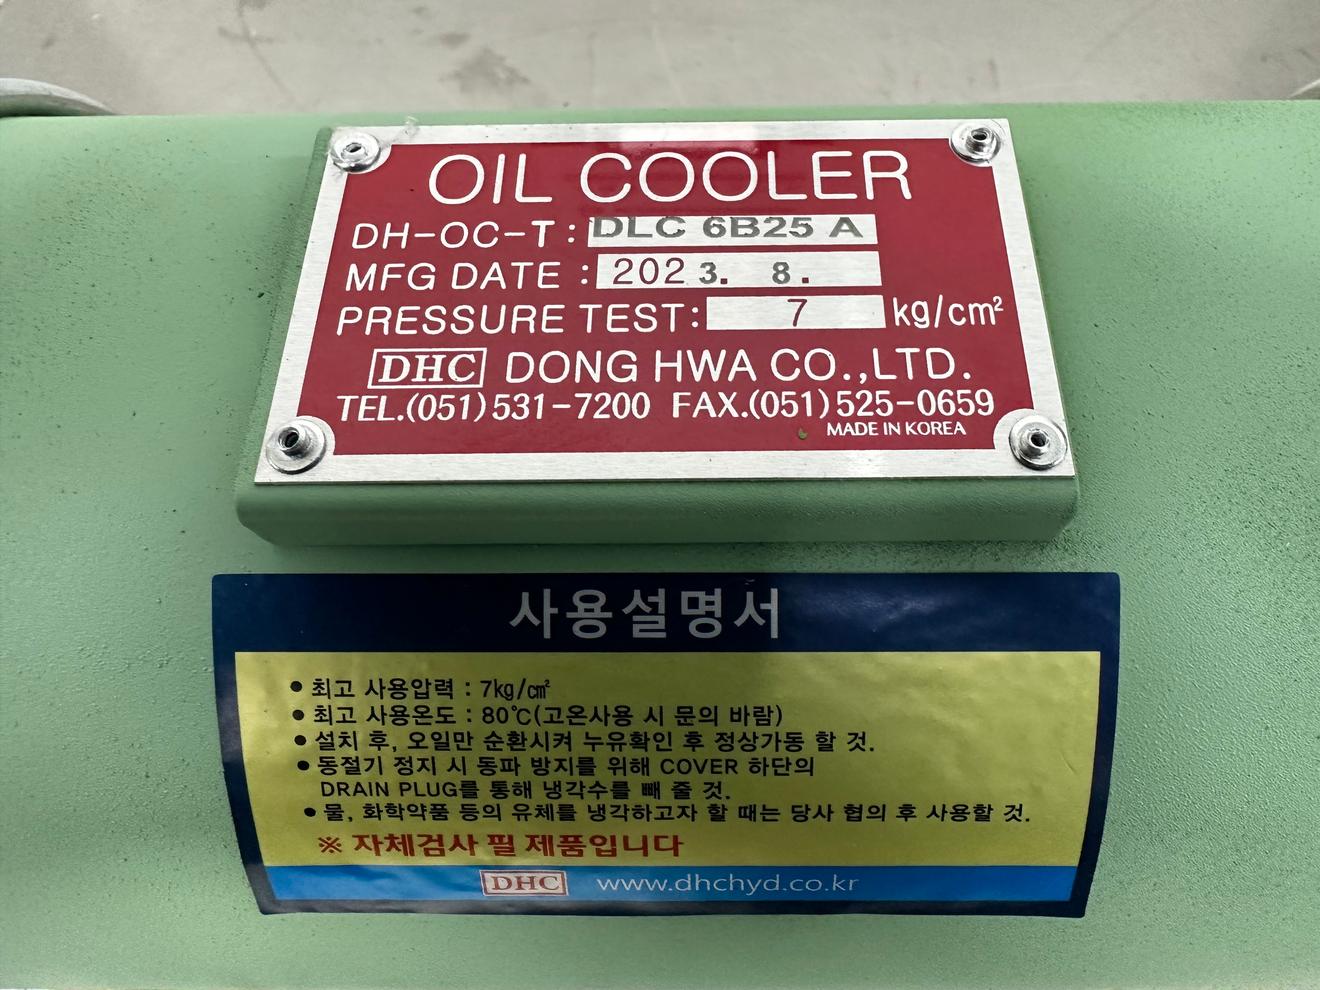 OIL COOLER
DH-OC-T : DLC 6B25 A
MFG DATE : 2023. 8.
PRESSURE TEST: 7 kg/cm²
DHC DONG HWA CO.,LTD.
TEL.(051)531-7200 FAX.(051)525-0659
MADE IN KOREA
사용설명서
● 최고 사용압력 : 7kg/㎠
● 최고 사용온도 : 80℃(고온사용 시 문의 바람)
● 설치 후, 오일만 순환시켜 누유확인 후 정상가동 할 것.
● 동절기 정지 시 동파 방지를 위해 COVER 하단의
DRAIN PLUG를 통해 냉각수를 빼 줄 것.
● 물, 화학약품 등의 유체를 냉각하고자 할 때는 당사 협의 후 사용할 것.
※ 자체검사 필 제품입니다
DHC www.dhchyd.co.kr